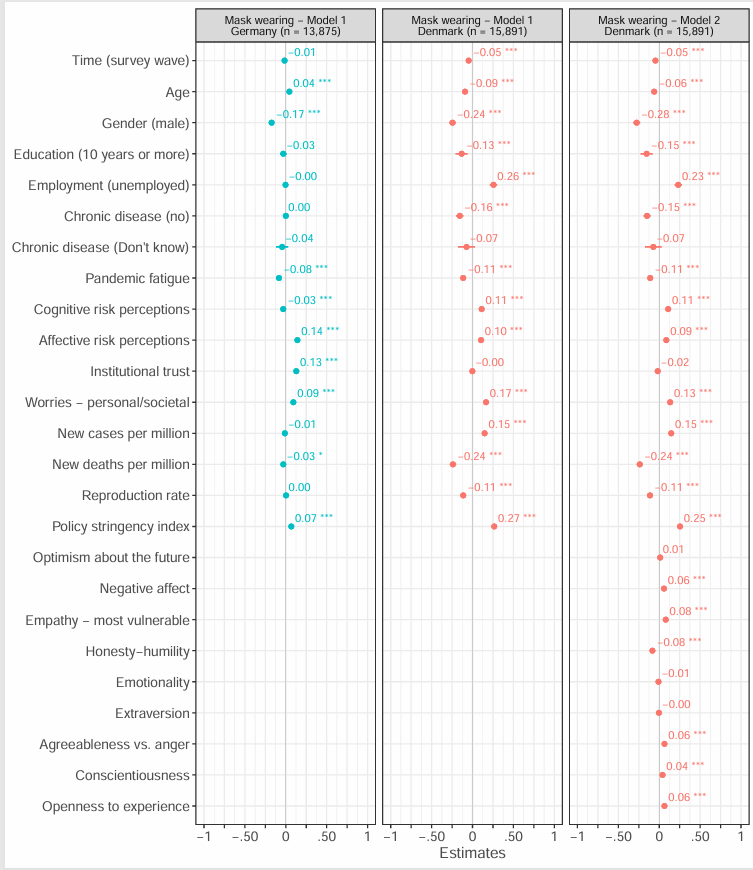 Mask wearing − Model 1
Germany (n = 13,875)
Mask wearing − Model 1
Denmark (n = 15,891)
Mask wearing − Model 2
Denmark (n = 15,891)
Time (survey wave) −0.01 −0.05 *** −0.05 ***
Age 0.04 *** −0.09 *** −0.06 ***
Gender (male) −0.17 *** −0.24 *** −0.28 ***
Education (10 years or more) −0.03 −0.13 *** −0.15 ***
Employment (unemployed) −0.00 0.26 *** 0.23 ***
Chronic disease (no) 0.00 −0.16 *** −0.15 ***
Chronic disease (Don't know) −0.04 −0.07 −0.07
Pandemic fatigue −0.08 *** −0.11 *** −0.11 ***
Cognitive risk perceptions −0.03 *** 0.11 *** 0.11 ***
Affective risk perceptions 0.14 *** 0.10 *** 0.09 ***
Institutional trust 0.13 *** −0.00 −0.02
Worries − personal/societal 0.09 *** 0.17 *** 0.13 ***
New cases per million −0.01 0.15 *** 0.15 ***
New deaths per million −0.03 * −0.24 *** −0.24 ***
Reproduction rate 0.00 −0.11 *** −0.11 ***
Policy stringency index 0.07 *** 0.27 *** 0.25 ***
Optimism about the future 0.01
Negative affect 0.06 ***
Empathy − most vulnerable 0.08 ***
Honesty−humility −0.08 ***
Emotionality −0.01
Extraversion −0.00
Agreeableness vs. anger 0.06 ***
Conscientiousness 0.04 ***
Openness to experience 0.06 ***
−1 −.50 0 .50 1 −1 −.50 0 .50 1 −1 −.50 0 .50 1
Estimates